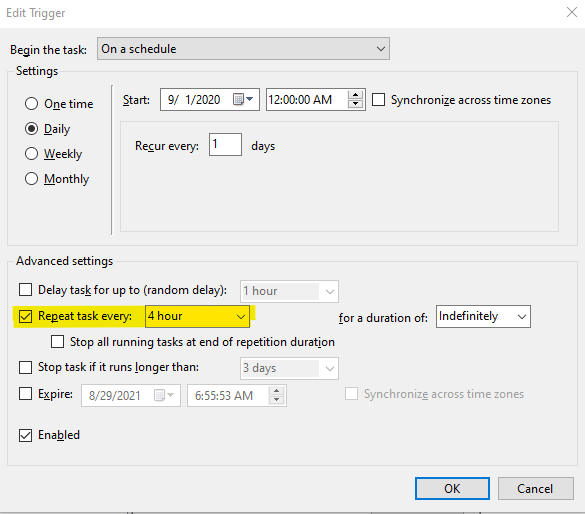 Edit Trigger
Begin the task: On a schedule
Settings
One time
Start: 9/ 1/2020 12:00:00 AM Synchronize across time zones
Daily
Recur every: 1 days
Weekly
Monthly
Advanced settings
Delay task for up to (random delay): 1 hour
Repeat task every: 4 hour for a duration of: Indefinitely
Stop all running tasks at end of repetition duration
Stop task if it runs longer than: 3 days
Expire: 8/29/2021 6:55:53 AM Synchronize across time zones
Enabled
OK Cancel